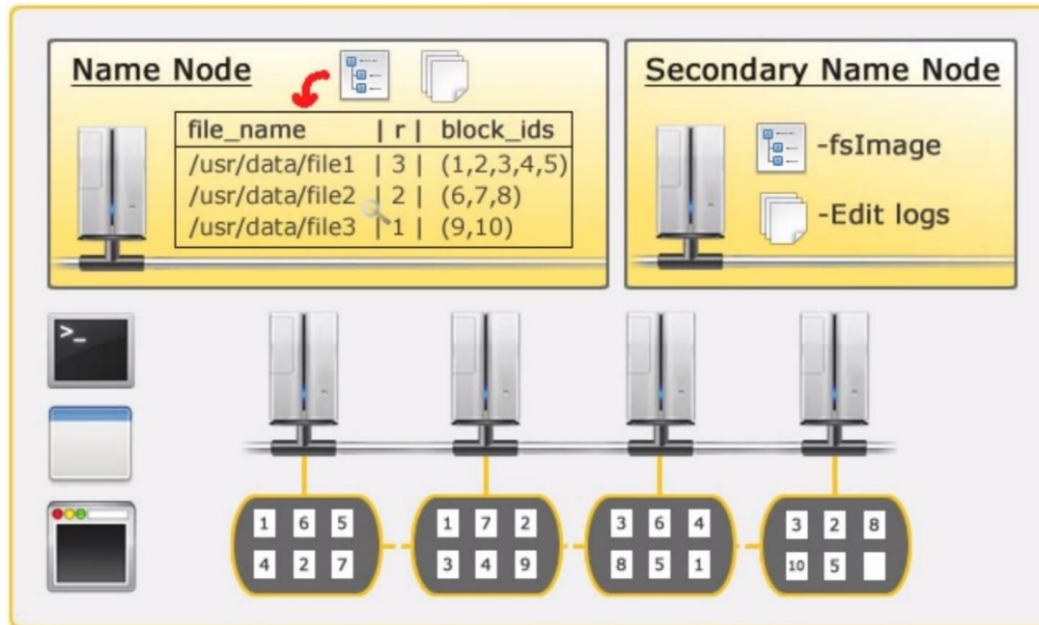 Name Node
file_name | r | block_ids
/usr/data/file1 | 3 | (1,2,3,4,5)
/usr/data/file2 | 2 | (6,7,8)
/usr/data/file3 | 1 | (9,10)
Secondary Name Node
-fsImage
-Edit logs
>_
1 6 5
4 2 7
1 7 2
3 4 9
3 6 4
8 5 1
3 2 8
10 5